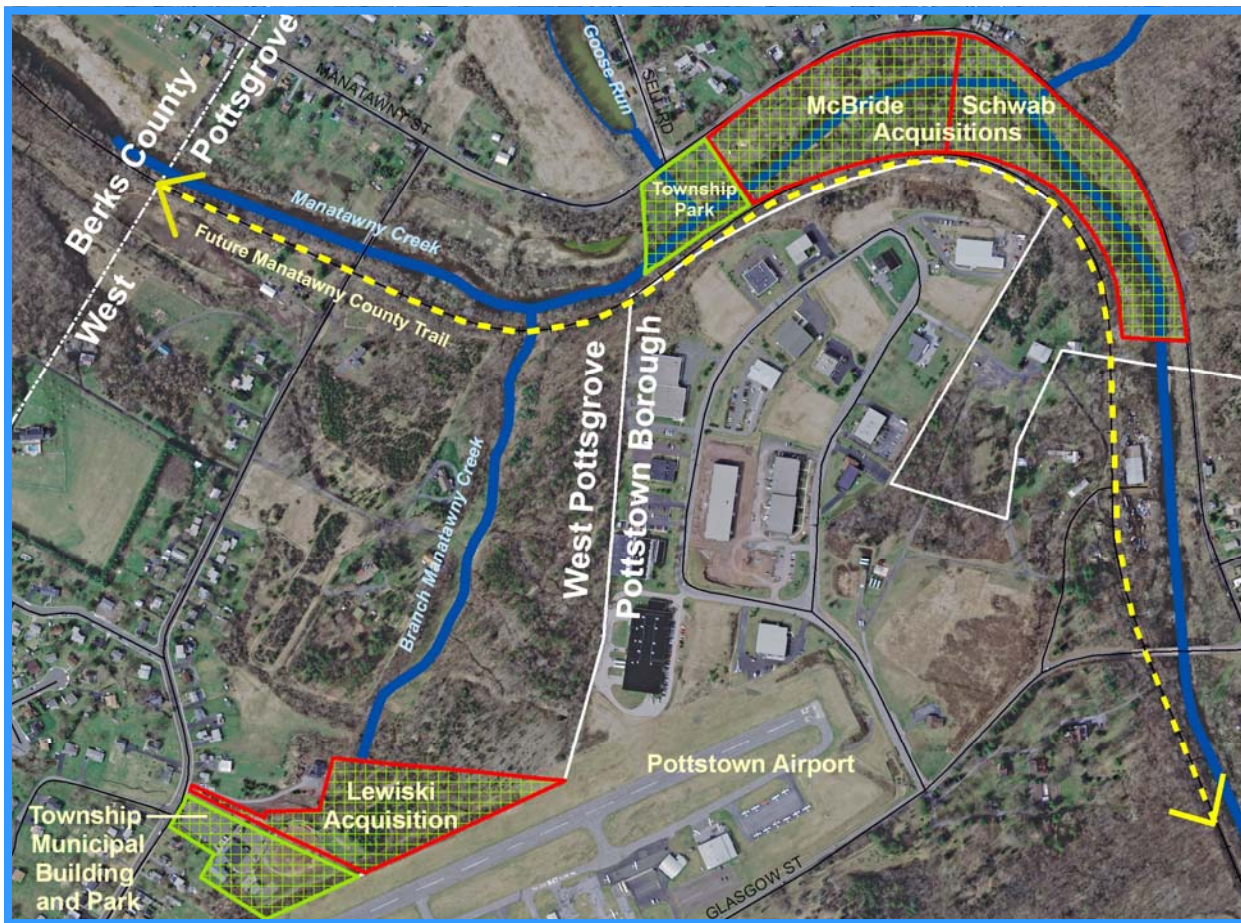 MANATAWNY ST
Goose Run
SELL RD
McBride
Schwab
Acquisitions
Berks County
West Pottsgrove
Township
Park
Manatawny Creek
Future Manatawny County Trail
West Pottsgrove
Pottstown Borough
Branch Manatawny Creek
Pottstown Airport
Lewiski
Acquisition
Township
Municipal
Building
and Park
GLASGOW ST